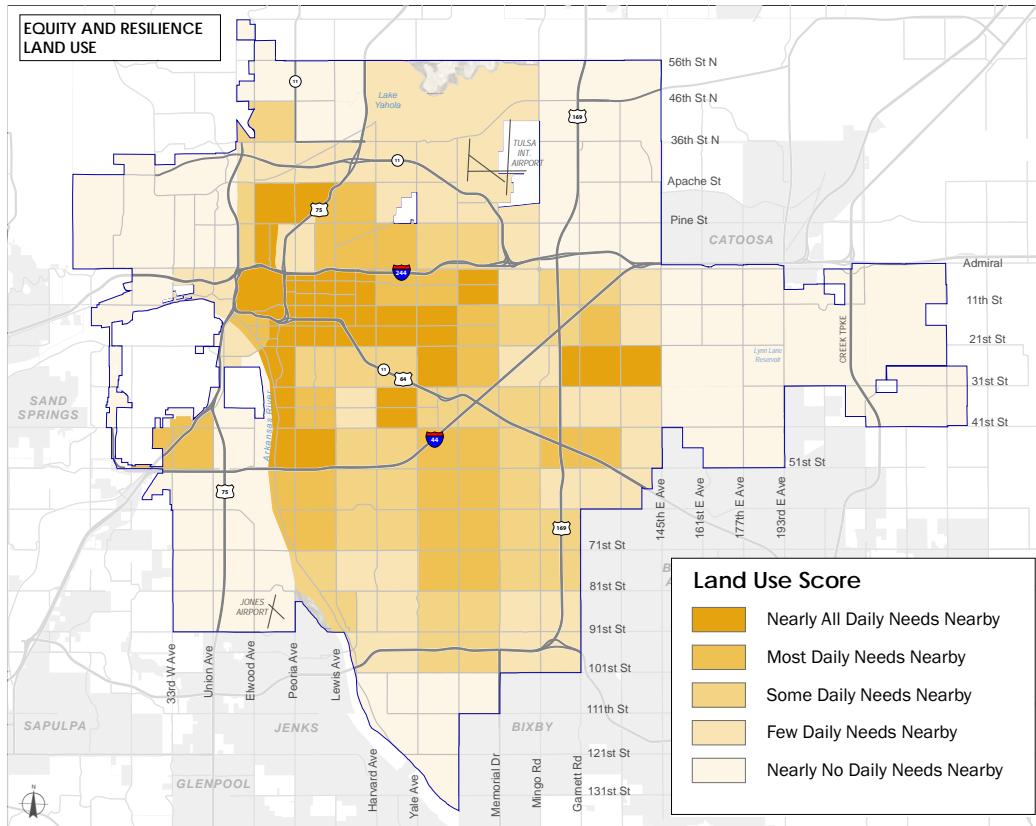 EQUITY AND RESILIENCE
LAND USE
56th St N
11
Lake
Yahola
46th St N
169
36th St N
TULSA
INT.
AIRPORT
11
Apache St
75
Pine St
CATOOSA
244
Admiral
11th St
CREEK TPKE
21st St
Lynn Lane
Reservoir
11
64
31st St
SAND
SPRINGS
Arkansas River
41st St
44
51st St
75
145th E Ave
161st E Ave
177th E Ave
193rd E Ave
169
71st St
B
A
81st St
JONES
AIRPORT
91st St
33rd W Ave
Union Ave
Elwood Ave
Peoria Ave
Lewis Ave
101st St
111th St
SAPULPA
JENKS
BIXBY
121st St
Harvard Ave
Yale Ave
Memorial Dr
Mingo Rd
Garnett Rd
GLENPOOL
131st St
N
Land Use Score
Nearly All Daily Needs Nearby
Most Daily Needs Nearby
Some Daily Needs Nearby
Few Daily Needs Nearby
Nearly No Daily Needs Nearby